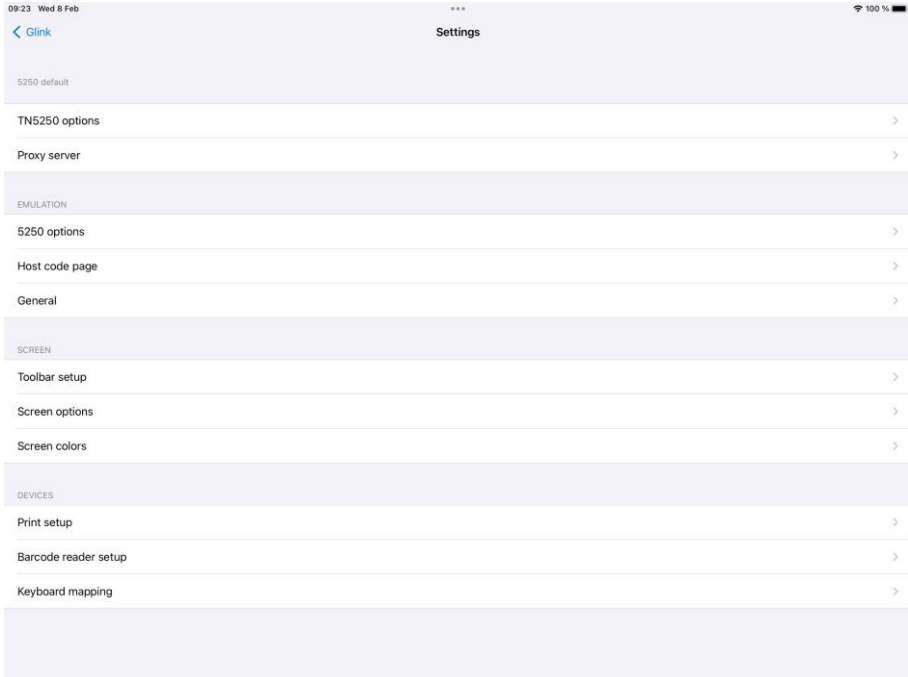 09:23 Wed 8 Feb
100 %
Glink
Settings
5250 default
TN5250 options
Proxy server
EMULATION
5250 options
Host code page
General
SCREEN
Toolbar setup
Screen options
Screen colors
DEVICES
Print setup
Barcode reader setup
Keyboard mapping